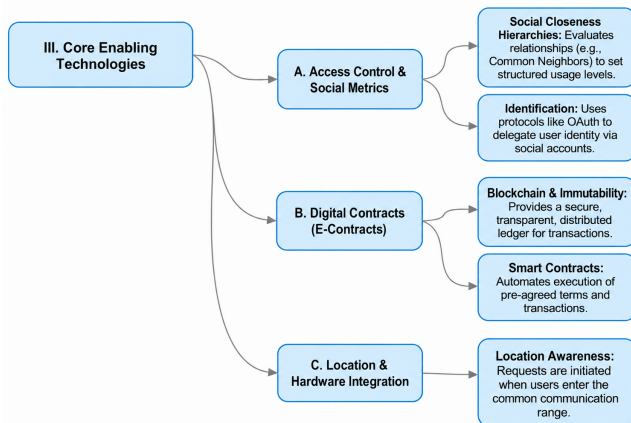 III. Core Enabling
Technologies
A. Access Control &
Social Metrics
Social Closeness
Hierarchies: Evaluates
relationships (e.g.,
Common Neighbors) to set
structured usage levels.
Identification: Uses
protocols like OAuth to
delegate user identity via
social accounts.
B. Digital Contracts
(E-Contracts)
Blockchain & Immutability:
Provides a secure,
transparent, distributed
ledger for transactions.
Smart Contracts:
Automates execution of
pre-agreed terms and
transactions.
C. Location &
Hardware Integration
Location Awareness:
Requests are initiated
when users enter the
common communication
range.